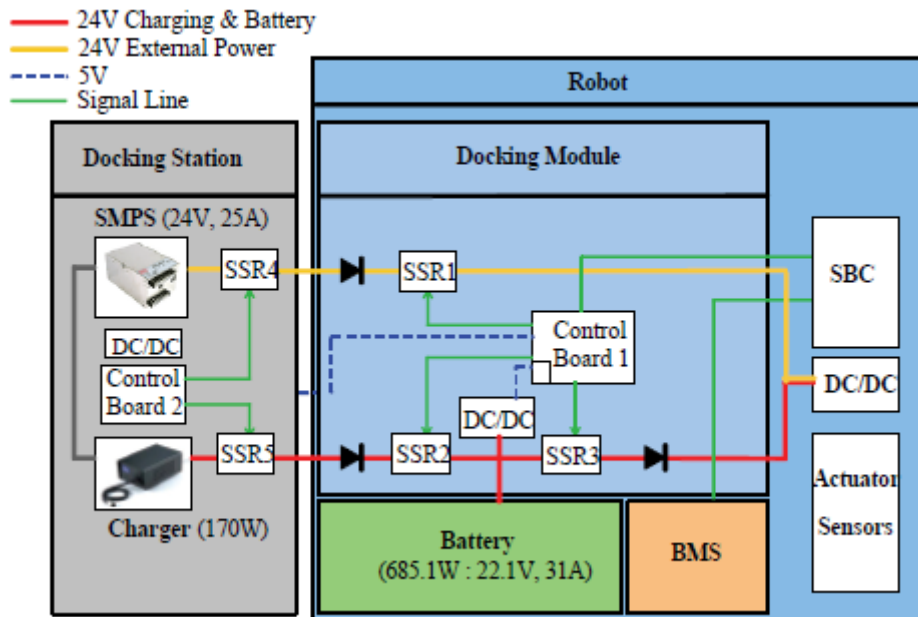 24V Charging & Battery
24V External Power
5V
Signal Line
Robot
Docking Station
Docking Module
SMPS (24V, 25A)
SSR4
SSR1
SBC
DC/DC
Control
Board 2
Control
Board 1
DC/DC
DC/DC
SSR5
SSR2
SSR3
Charger (170W)
Actuator
Sensors
Battery
(685.1W : 22.1V, 31A)
BMS